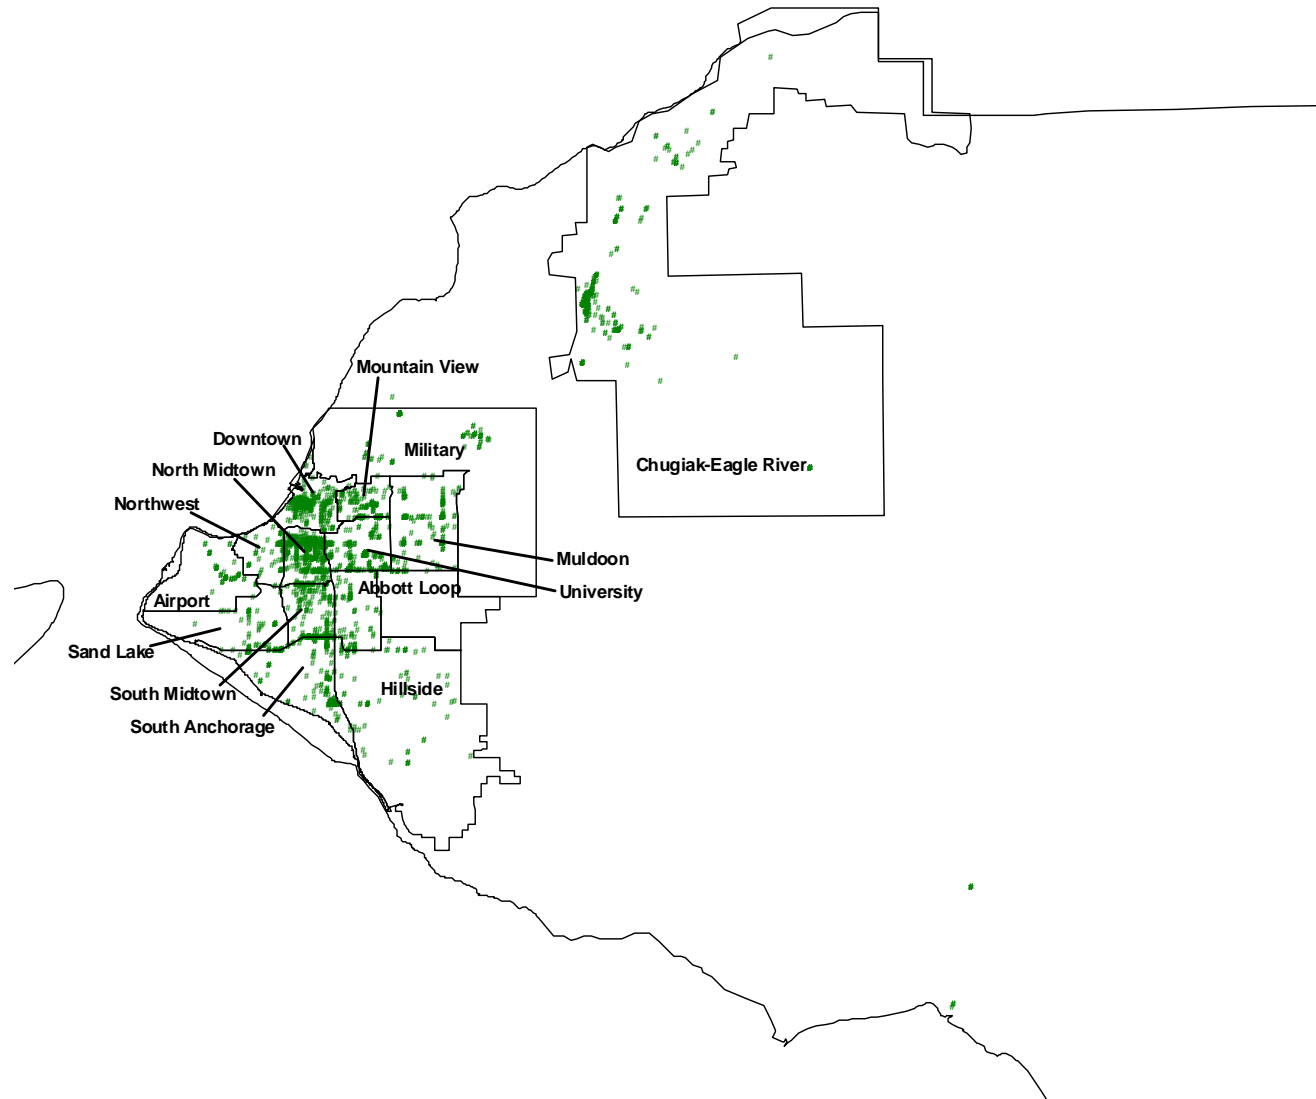 Mountain View
Downtown
Military
North Midtown
Chugiak-Eagle River
Northwest
Muldoon
Abbott Loop
University
Airport
Sand Lake
South Midtown
Hillside
South Anchorage